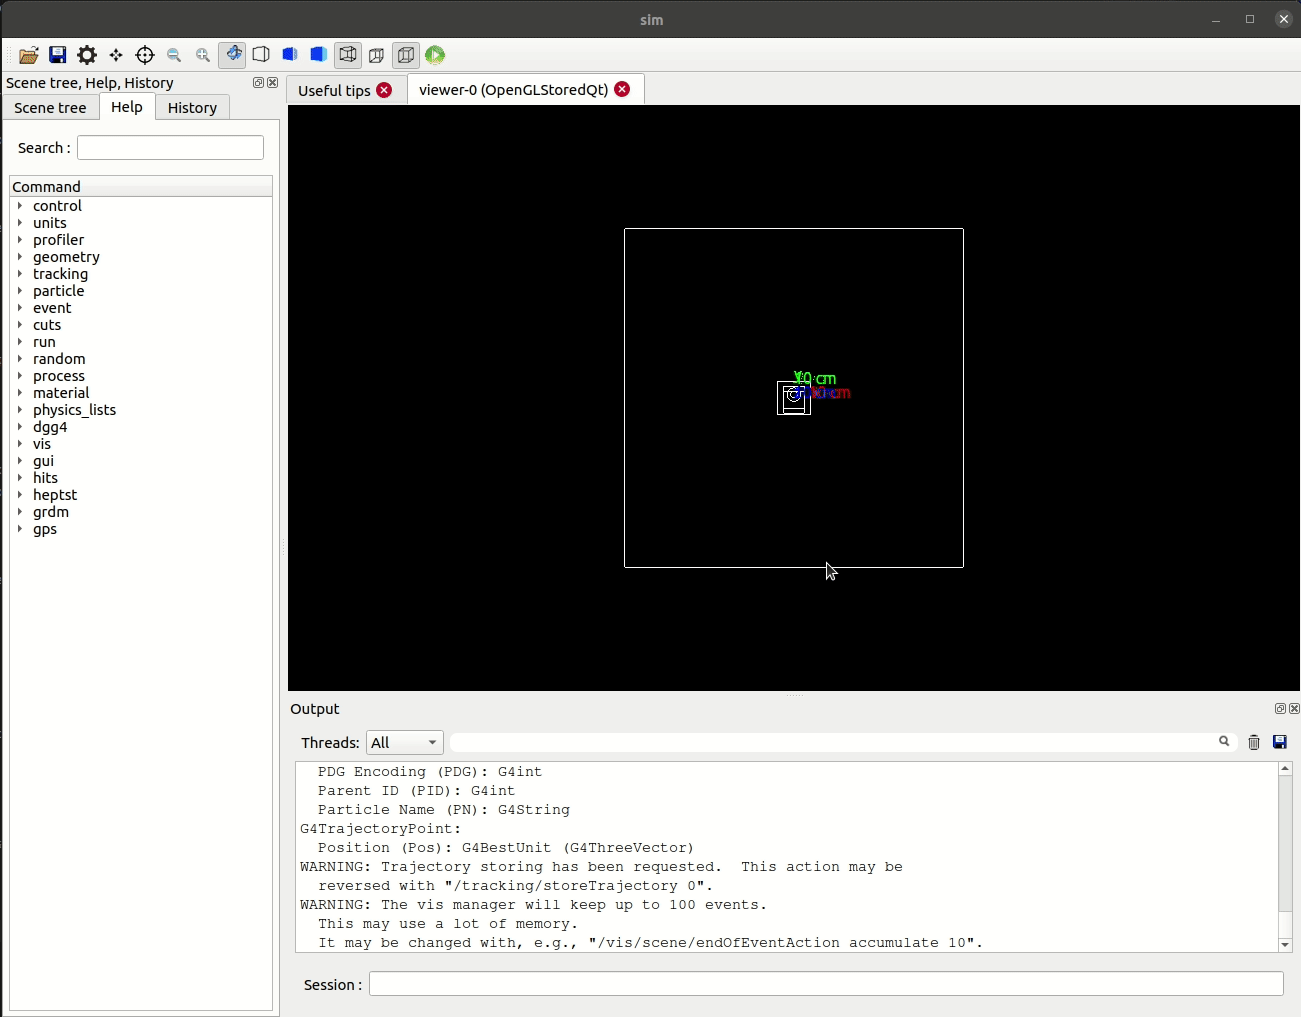 sim
Scene tree, Help, History
Useful tips
viewer-0 (OpenGLStoredQt)
Scene tree
Help
History
Search :
Command
control
units
profiler
geometry
tracking
particle
event
cuts
run
random
process
material
physics_lists
dgg4
vis
gui
hits
heptst
grdm
gps
10 cm
Output
Threads:
All
PDG Encoding (PDG): G4int
Parent ID (PID): G4int
Particle Name (PN): G4String
G4TrajectoryPoint:
Position (Pos): G4BestUnit (G4ThreeVector)
WARNING: Trajectory storing has been requested.  This action may be
reversed with "/tracking/storeTrajectory 0".
WARNING: The vis manager will keep up to 100 events.
This may use a lot of memory.
It may be changed with, e.g., "/vis/scene/endOfEventAction accumulate 10".
Session :